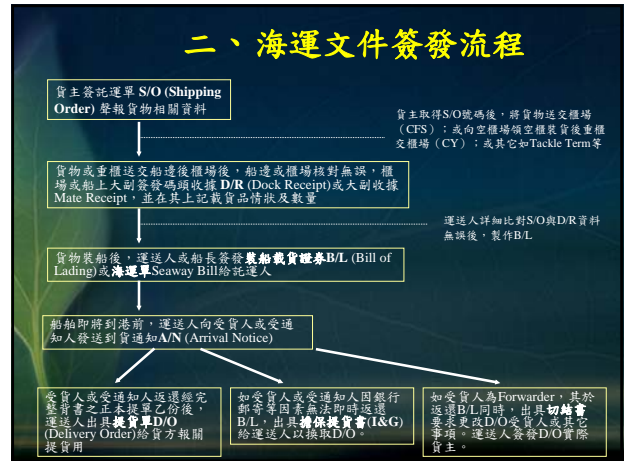 二、海運文件簽發流程
貨主簽託運單 S/O (Shipping
Order) 聲報貨物相關資料
貨主取得S/O號碼後，將貨物送交櫃場
（CFS）；或向空櫃場領空櫃裝貨後重櫃
交櫃場（CY）；或其它如Tackle Term等
貨物或重櫃送交船邊後櫃場後，船邊或櫃場核對無誤，櫃
場或船上大副簽發碼頭收據 D/R (Dock Receipt)或大副收據
Mate Receipt，並在其上記載貨品情狀及數量
運送人詳細比對S/O與D/R資料
無誤後，製作B/L
貨物裝船後，運送人或船長簽發裝船載貨證券B/L (Bill of
Lading)或海運單Seaway Bill給託運人
船舶即將到港前，運送人向受貨人或受通
知人發送到貨通知A/N (Arrival Notice)
受貨人或受通知人返還經完
整背書之正本提單乙份後，
運送人出具提貨單D/O
(Delivery Order)給貨方報關
提貨用
如受貨人或受通知人因銀行
郵寄等因素無法即時返還
B/L，出具擔保提貨書(I&G)
給運送人以換取D/O。
如受貨人為Forwarder，其於
返還B/L同時，出具切結書
要求更改D/O受貨人或其它
事項。運送人簽發D/O實際
貨主。